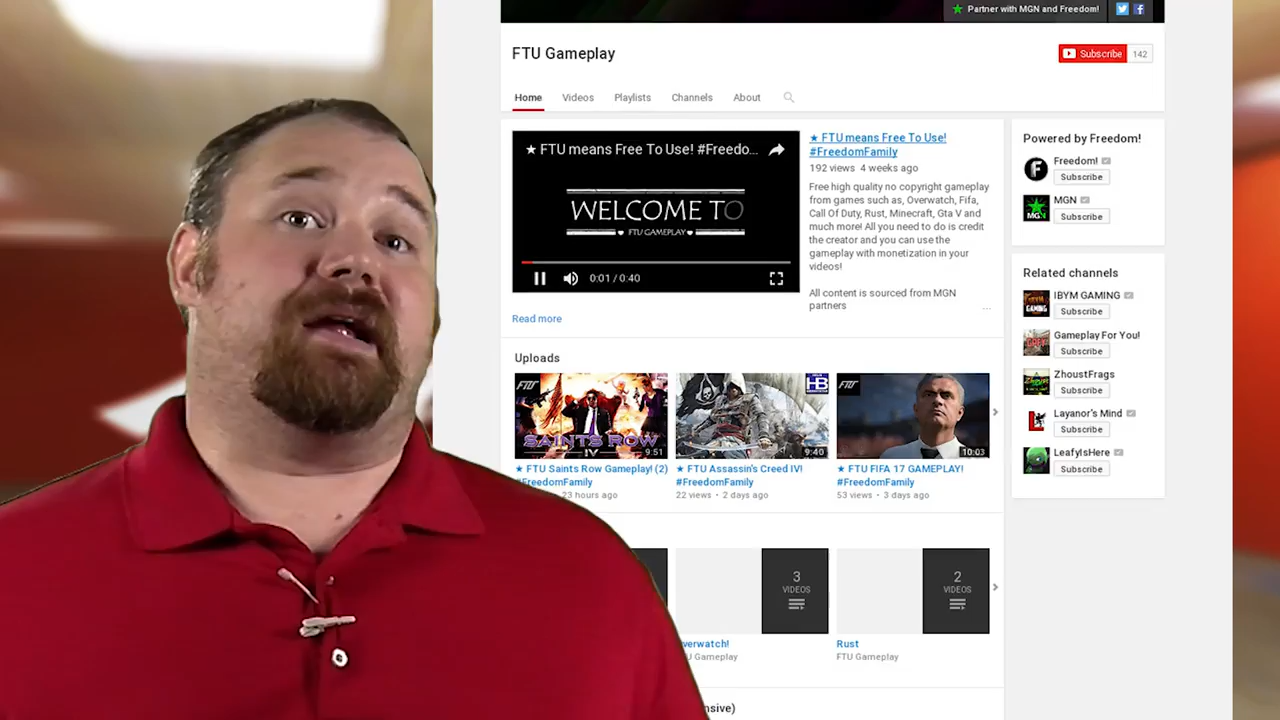 Partner with MGN and Freedom!
FTU Gameplay
Subscribe 142
Home Videos Playlists Channels About
★ FTU means Free To Use! #Freedo...
WELCOME TO
FTU GAMEPLAY
0:01 / 0:40
★ FTU means Free To Use!
#FreedomFamily
192 views 4 weeks ago
Free high quality no copyright gameplay
from games such as, Overwatch, Fifa,
Call Of Duty, Rust, Minecraft, Gta V and
much more! All you need to do is credit
the creator and you can use the
gameplay with monetization in your
videos!
All content is sourced from MGN
partners
...
Read more
Powered by Freedom!
Freedom!
Subscribe
MGN
Subscribe
Related channels
IBYM GAMING
Subscribe
Gameplay For You!
Subscribe
ZhoustFrags
Subscribe
Layanor's Mind
Subscribe
LeafyIsHere
Subscribe
Uploads
FTU
SAINTS ROW
IV
9:51
HB
9:40
FTU
10:03
★ FTU Saints Row Gameplay! (2)
#FreedomFamily
23 hours ago
★ FTU Assassin's Creed IV!
#FreedomFamily
22 views • 2 days ago
★ FTU FIFA 17 GAMEPLAY!
#FreedomFamily
53 views • 3 days ago
3
VIDEOS
2
VIDEOS
verwatch!
U Gameplay
Rust
FTU Gameplay
nsive)